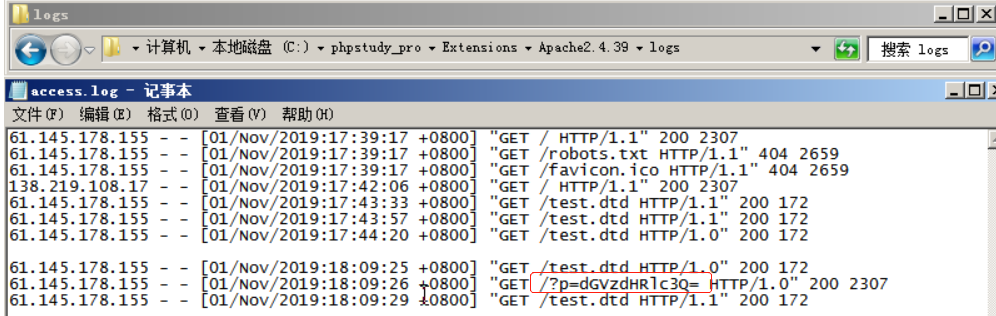 logs
计算机 本地磁盘 (C:) phpstudy_pro Extensions Apache2.4.39 logs 搜索 logs
access.log - 记事本
文件(F) 编辑(E) 格式(O) 查看(V) 帮助(H)
61.145.178.155 - - [01/Nov/2019:17:39:17 +0800] "GET / HTTP/1.1" 200 2307
61.145.178.155 - - [01/Nov/2019:17:39:17 +0800] "GET /robots.txt HTTP/1.1" 404 2659
61.145.178.155 - - [01/Nov/2019:17:39:17 +0800] "GET /favicon.ico HTTP/1.1" 404 2659
138.219.108.17 - - [01/Nov/2019:17:42:06 +0800] "GET / HTTP/1.1" 200 2307
61.145.178.155 - - [01/Nov/2019:17:43:33 +0800] "GET /test.dtd HTTP/1.1" 200 172
61.145.178.155 - - [01/Nov/2019:17:43:57 +0800] "GET /test.dtd HTTP/1.1" 200 172
61.145.178.155 - - [01/Nov/2019:17:44:20 +0800] "GET /test.dtd HTTP/1.0" 200 172
61.145.178.155 - - [01/Nov/2019:18:09:25 +0800] "GET /test.dtd HTTP/1.0" 200 172
61.145.178.155 - - [01/Nov/2019:18:09:26 +0800] "GET /?p=dGVzdHRlc3Q= HTTP/1.0" 200 2307
61.145.178.155 - - [01/Nov/2019:18:09:29 +0800] "GET /test.dtd HTTP/1.1" 200 172